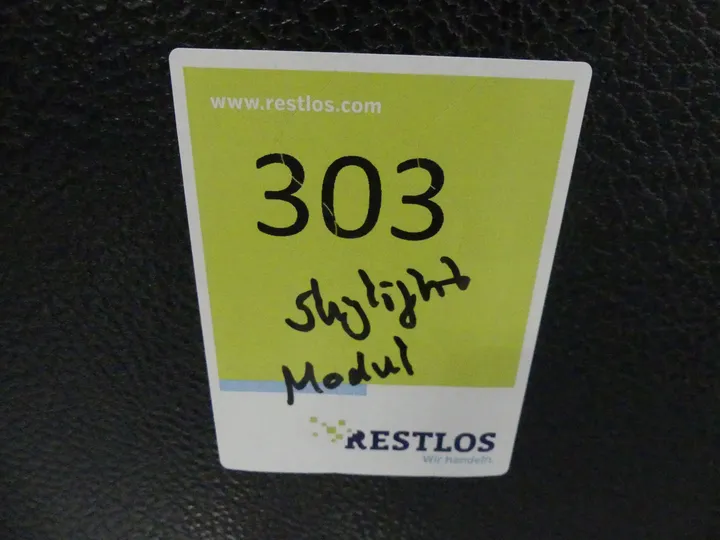 www.restlos.com
303
Skylight
Modul
RESTLOS
Wir handeln.